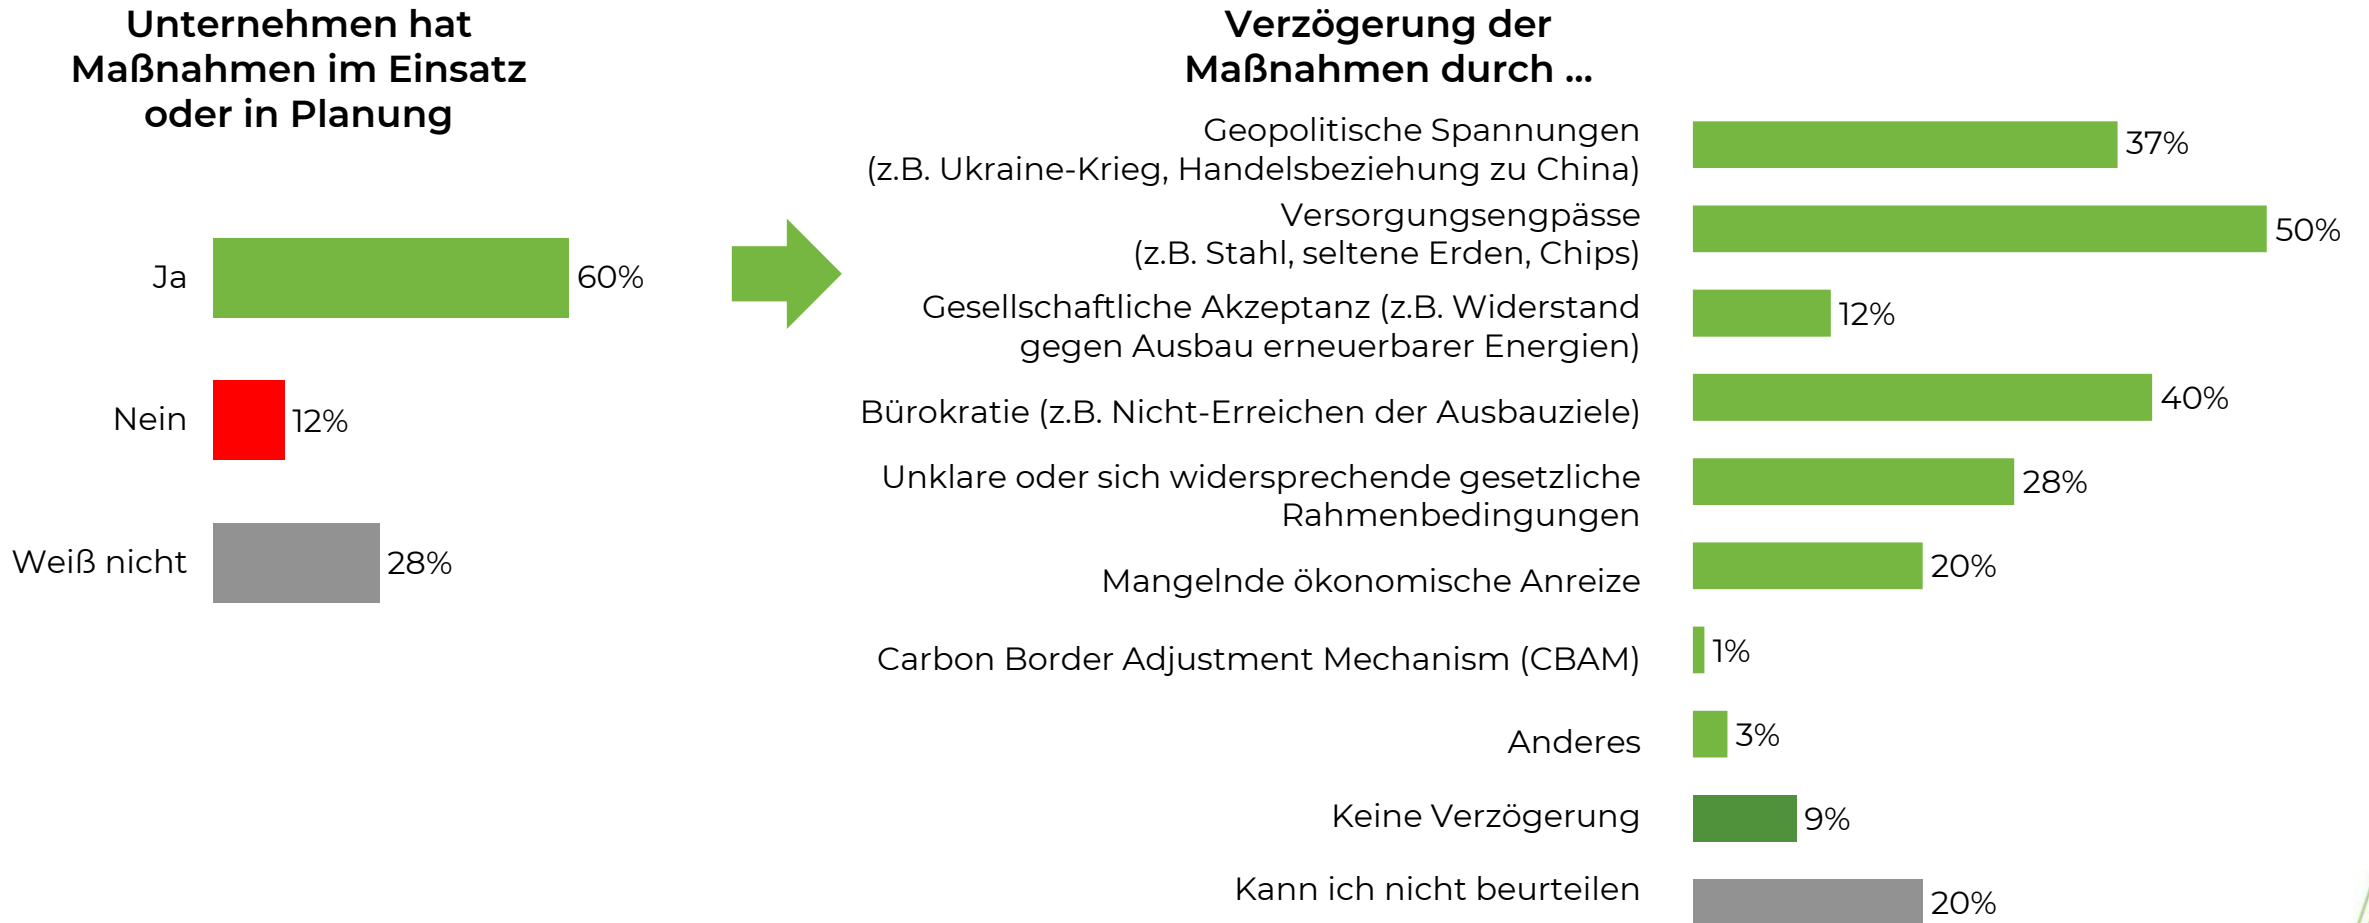 Unternehmen hat
Maßnahmen im Einsatz
oder in Planung
Ja
60%
Nein
12%
Weiß nicht
28%
Verzögerung der
Maßnahmen durch ...
Geopolitische Spannungen
(z.B. Ukraine-Krieg, Handelsbeziehung zu China)
37%
Versorgungsengpässe
(z.B. Stahl, seltene Erden, Chips)
50%
Gesellschaftliche Akzeptanz (z.B. Widerstand
gegen Ausbau erneuerbarer Energien)
12%
Bürokratie (z.B. Nicht-Erreichen der Ausbauziele)
40%
Unklare oder sich widersprechende gesetzliche
Rahmenbedingungen
28%
Mangelnde ökonomische Anreize
20%
Carbon Border Adjustment Mechanism (CBAM)
1%
Anderes
3%
Keine Verzögerung
9%
Kann ich nicht beurteilen
20%